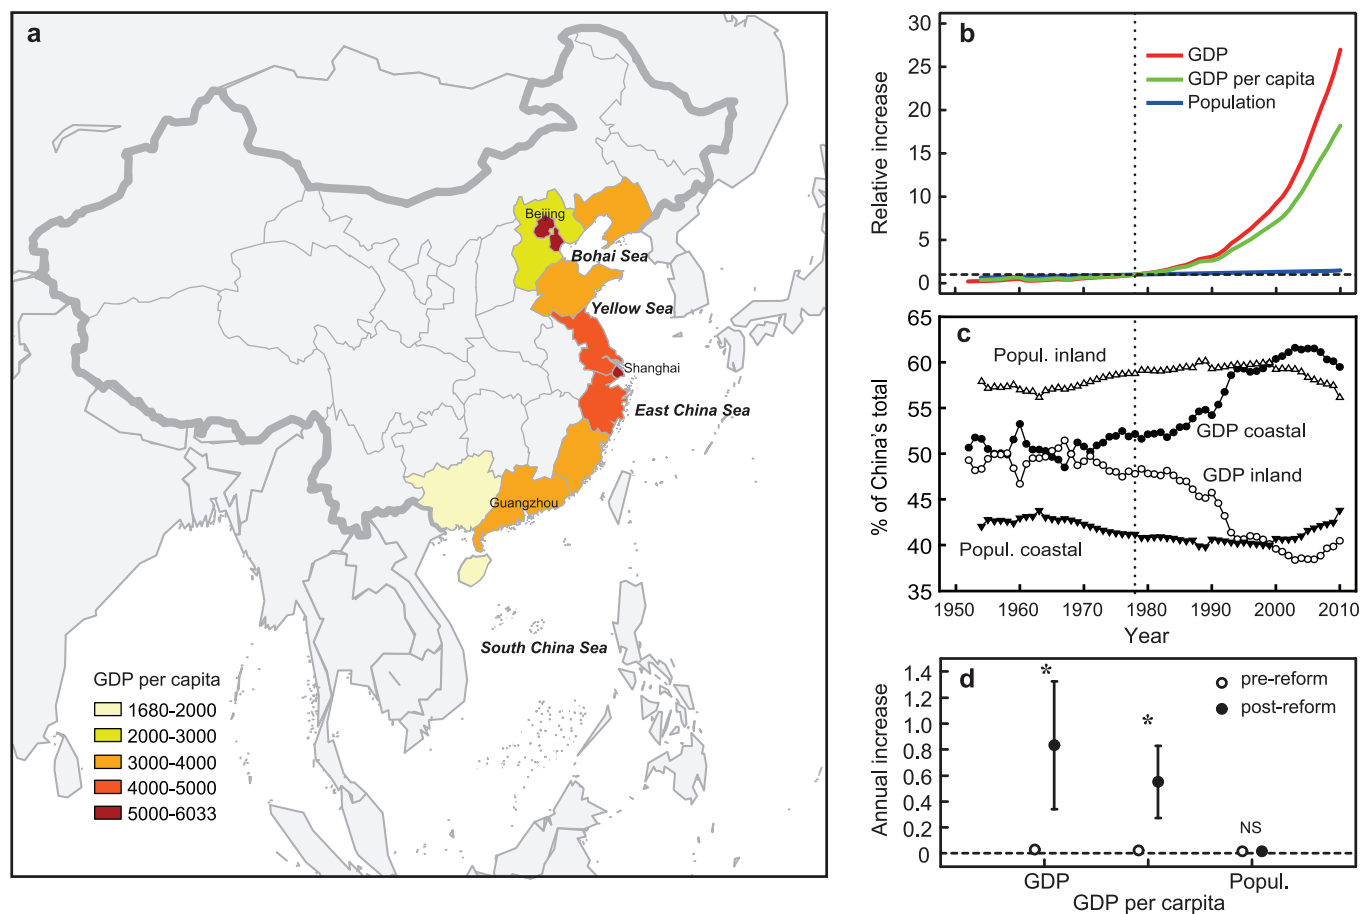 a
Beijing
Bohai Sea
Yellow Sea
Shanghai
East China Sea
Guangzhou
South China Sea
GDP per capita
1680-2000
2000-3000
3000-4000
4000-5000
5000-6033
b
Relative increase
30
25
20
15
10
5
0
GDP
GDP per capita
Population
c
% of China's total
65
60
55
50
45
40
35
Popul. inland
GDP coastal
GDP inland
Popul. coastal
1950 1960 1970 1980 1990 2000 2010
Year
d
Annual increase
1.4
1.2
1.0
0.8
0.6
0.4
0.2
0
pre-reform
post-reform
*
*
NS
GDP Popul.
GDP per carpita